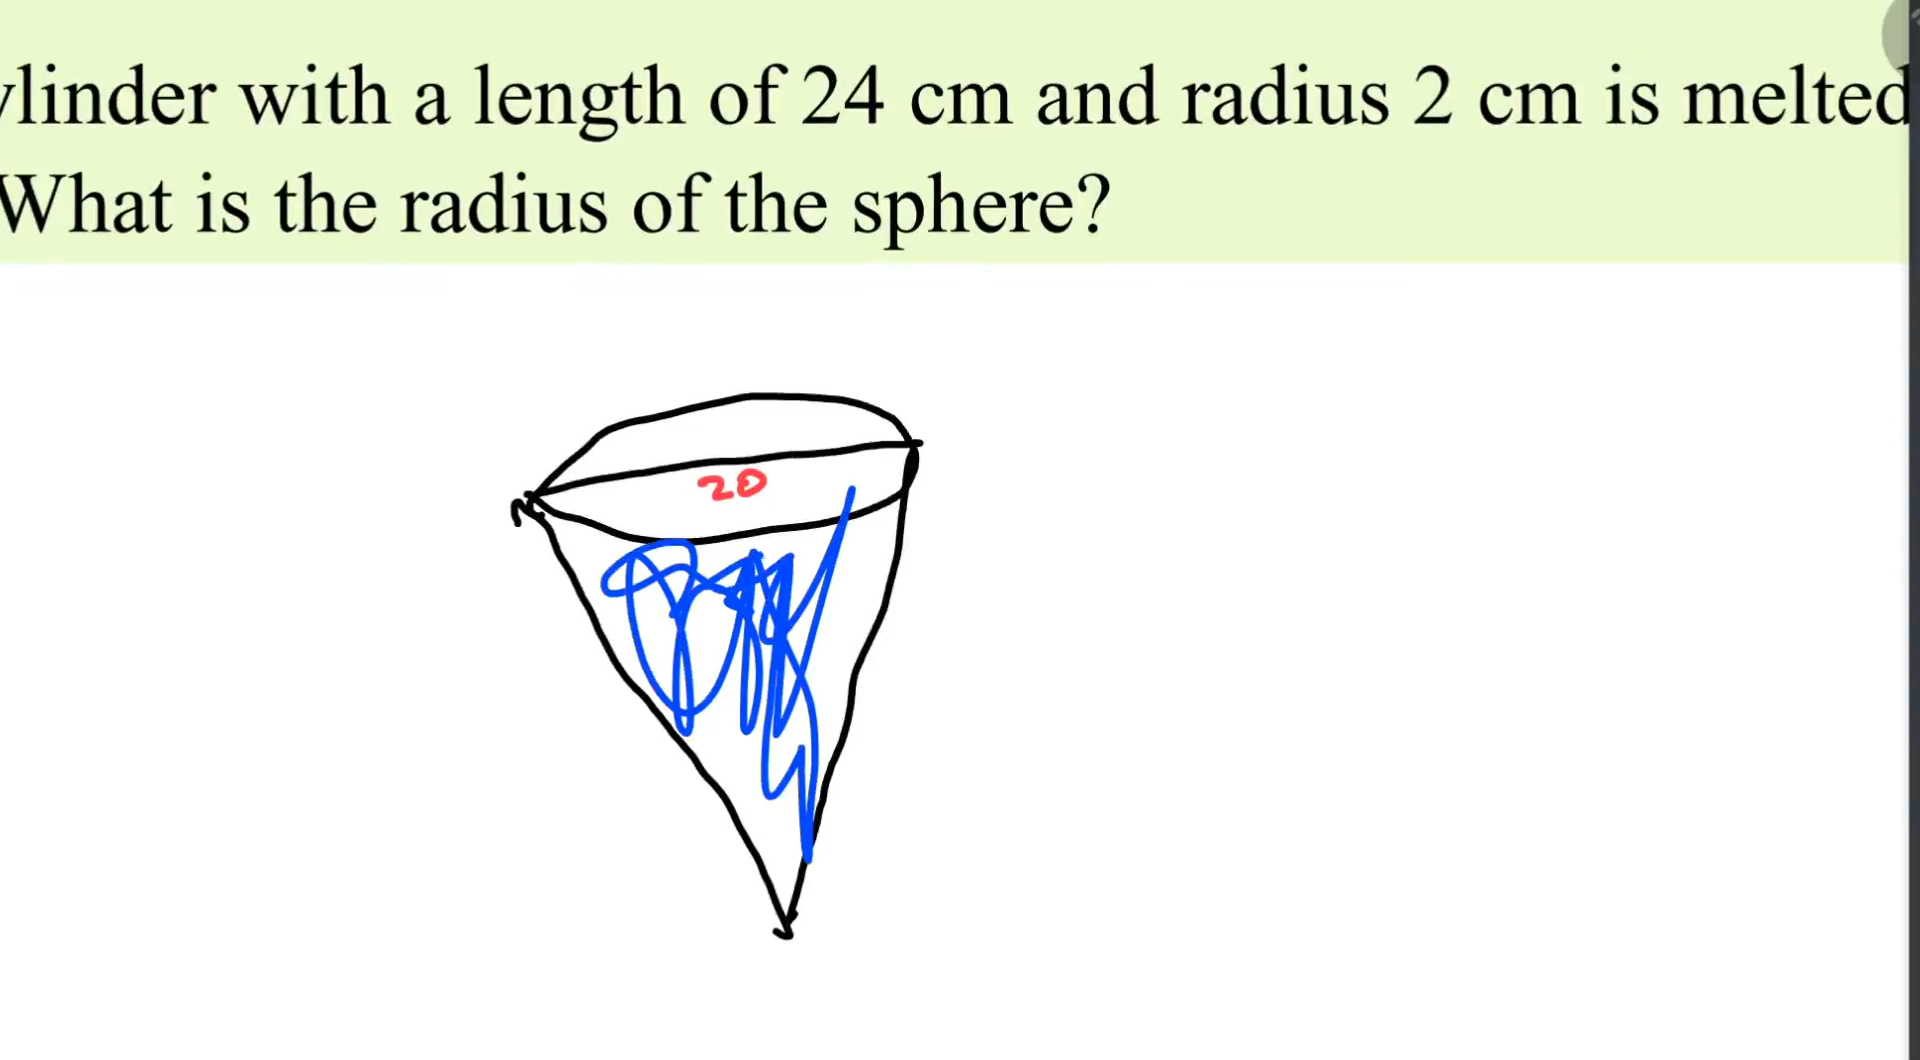 ylinder with a length of 24 cm and radius 2 cm is melted
What is the radius of the sphere?
20